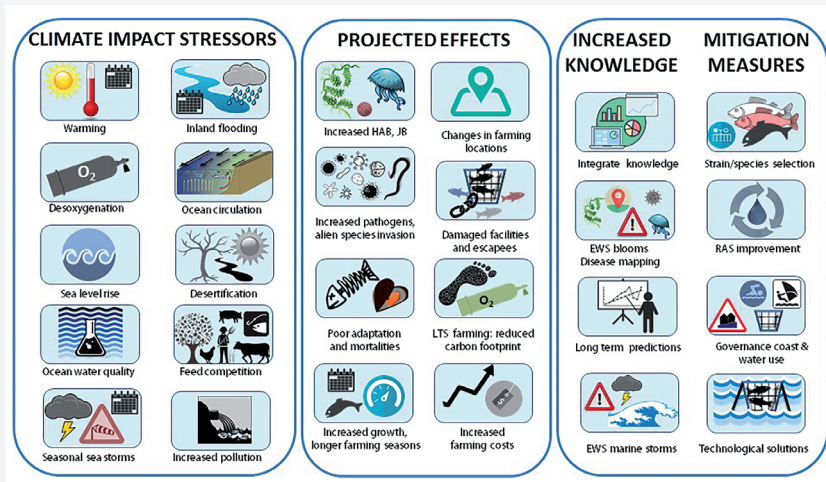 CLIMATE IMPACT STRESSORS
Warming
Inland flooding
O2
Desoxygenation
Ocean circulation
Sea level rise
Desertification
Ocean water quality
Feed competition
Seasonal sea storms
Increased pollution
PROJECTED EFFECTS
Increased HAB, JB
Changes in farming
locations
Increased pathogens,
alien species invasion
Damaged facilities
and escapees
Poor adaptation
and mortalities
O2
LTS farming: reduced
carbon footprint
Increased growth,
longer farming seasons
$
Increased
farming costs
INCREASED
KNOWLEDGE
Integrate knowledge
EWS blooms
Disease mapping
Long term predictions
EWS marine storms
MITIGATION
MEASURES
Strain/species selection
RAS improvement
Governance coast &
water use
Technological solutions